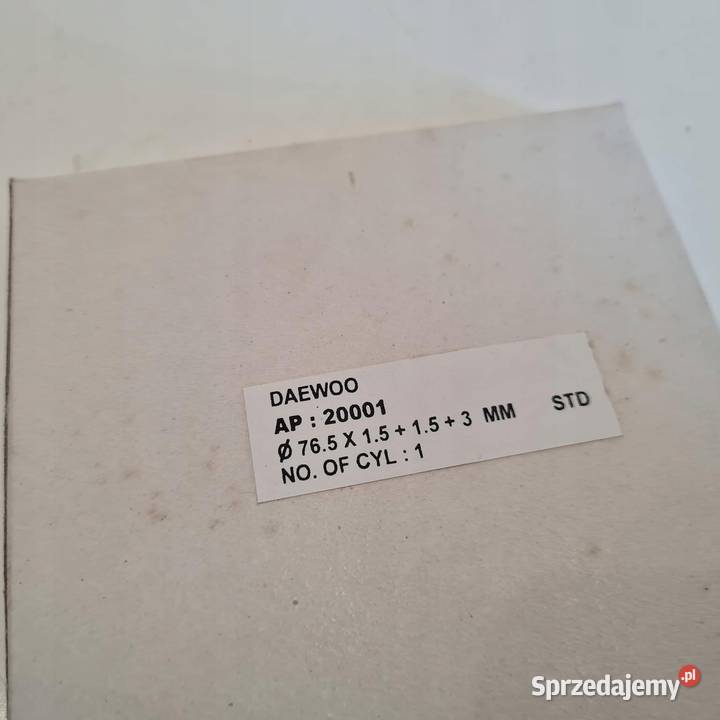 DAEWOO
AP : 20001
Ø 76.5 X 1.5 + 1.5 + 3 MM STD
NO. OF CYL : 1
Sprzedajemy.pl